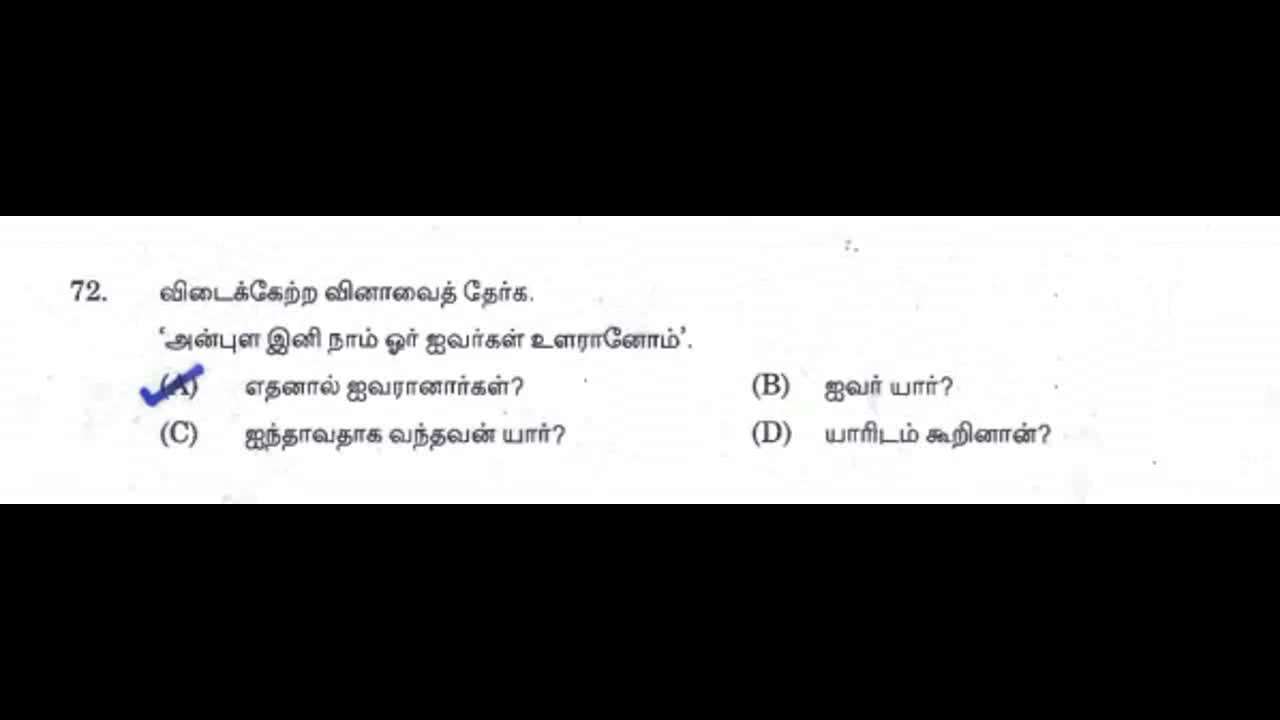 72. விடைக்கேற்ற வினாவைத் தேர்க.
‘அன்புள இனி நாம் ஓர் ஐவர்கள் உளரானோம்’.
(A) எதனால் ஐவரானார்கள்? (B) ஐவர் யார்?
(C) ஐந்தாவதாக வந்தவன் யார்? (D) யாரிடம் கூறினான்?